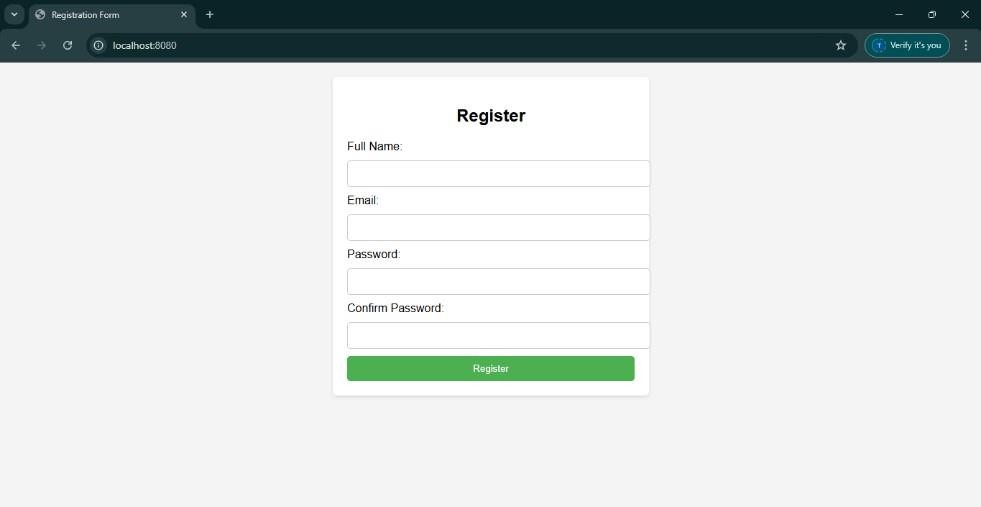 Registration Form
localhost:8080
T
Verify it's you
Register
Full Name:
Email:
Password:
Confirm Password:
Register